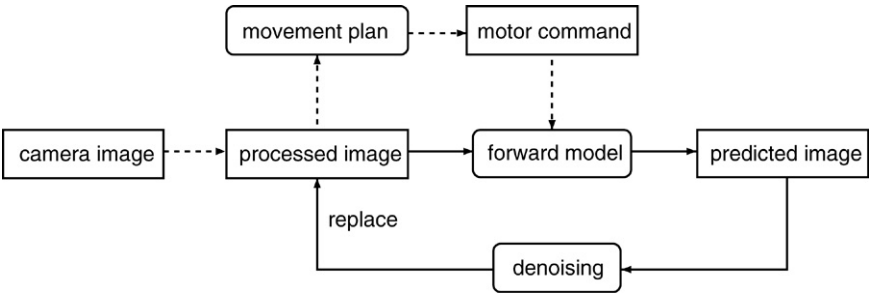 movement plan
motor command
camera image
processed image
forward model
predicted image
replace
denoising